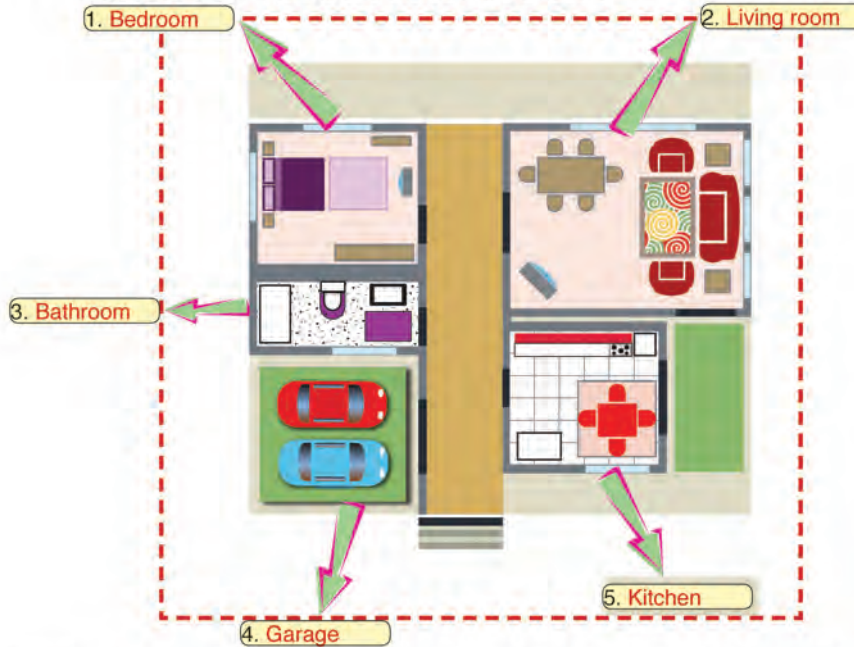 1. Bedroom
2. Living room
3. Bathroom
4. Garage
5. Kitchen